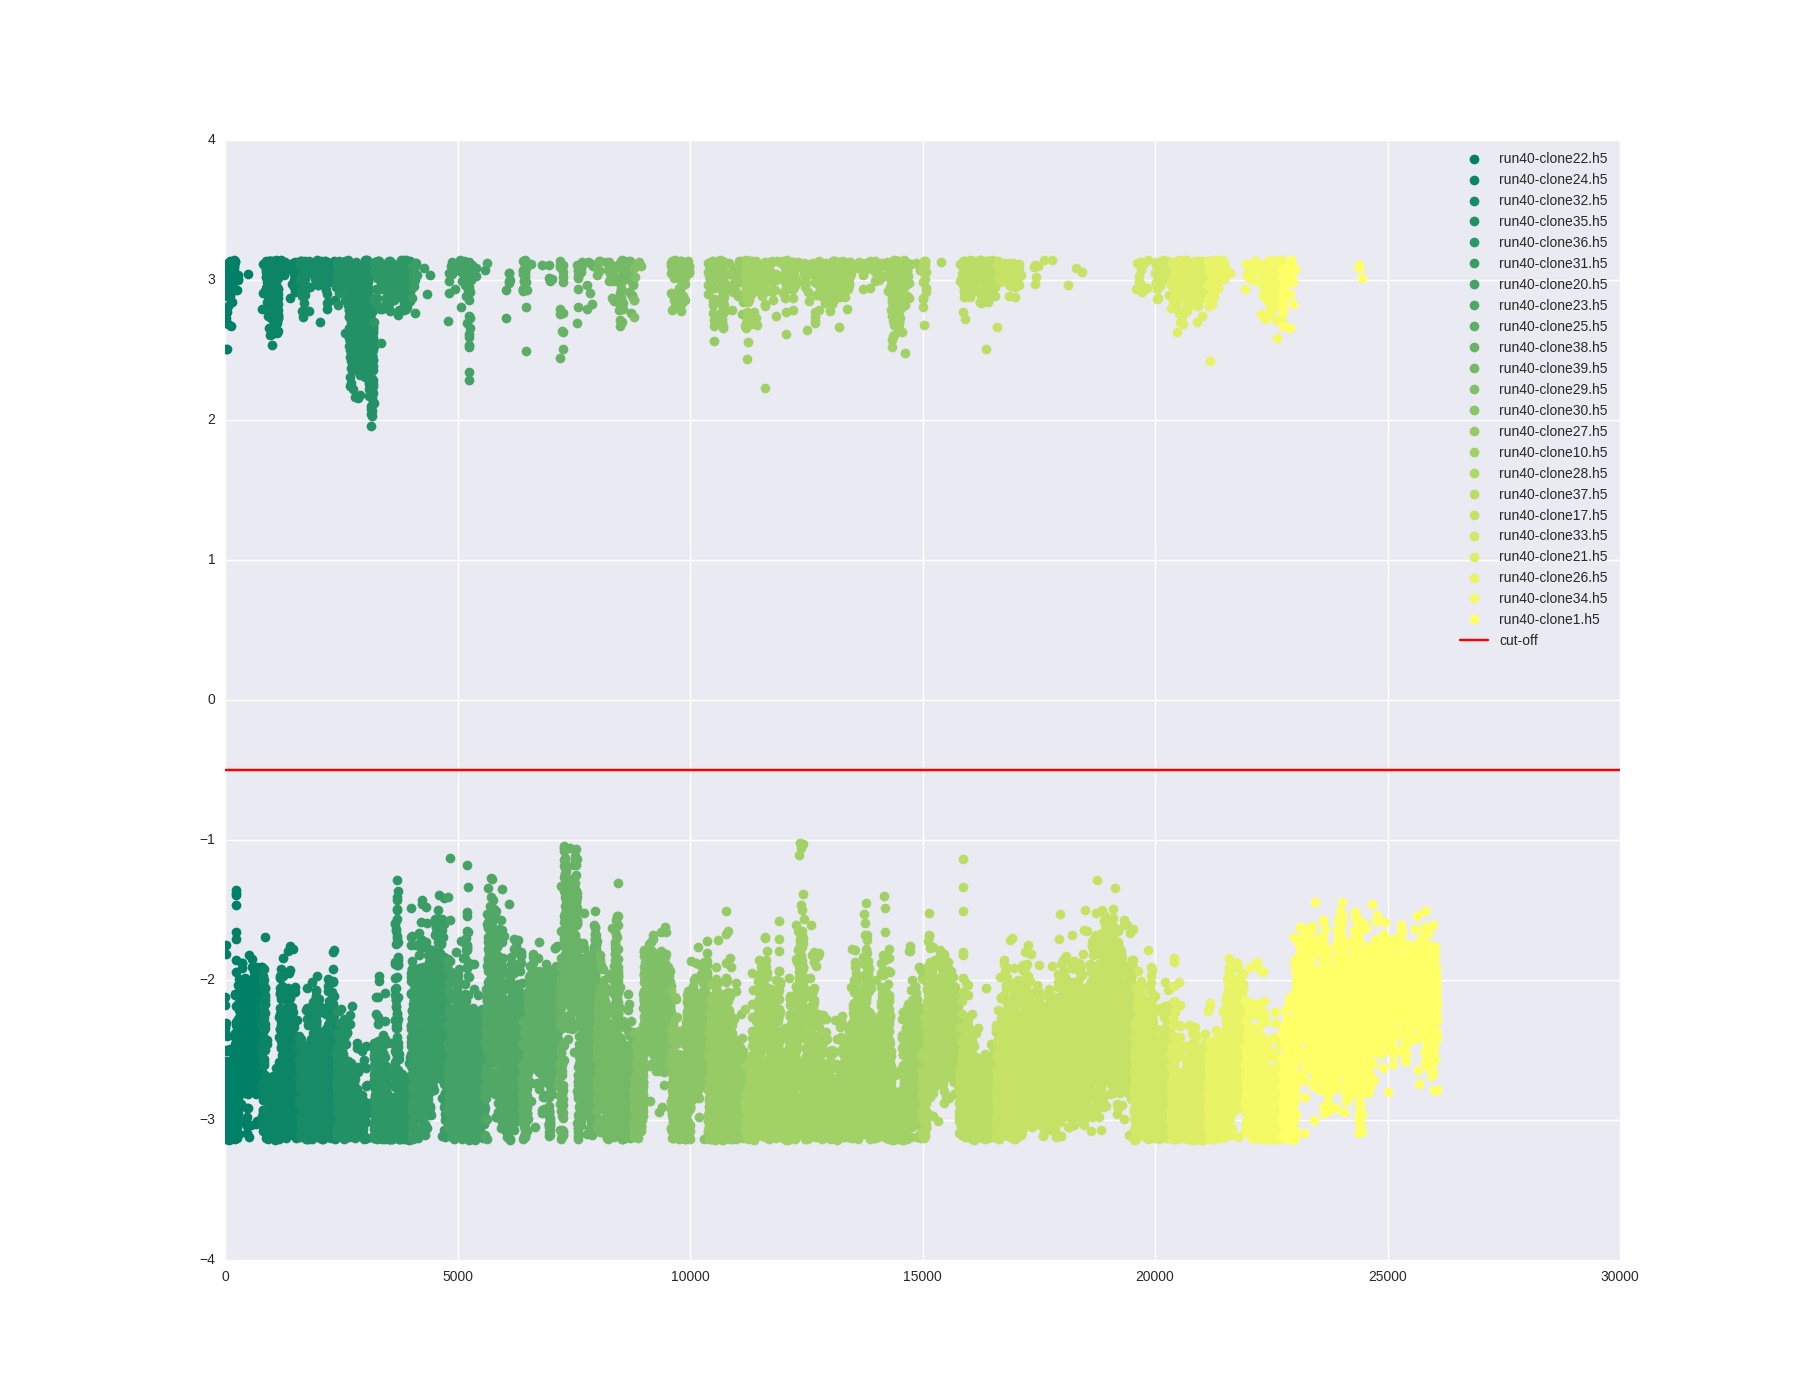 4
3
2
1
0
−1
−2
−3
−4
0 5000 10000 15000 20000 25000 30000
run40-clone22.h5
run40-clone24.h5
run40-clone32.h5
run40-clone35.h5
run40-clone36.h5
run40-clone31.h5
run40-clone20.h5
run40-clone23.h5
run40-clone25.h5
run40-clone38.h5
run40-clone39.h5
run40-clone29.h5
run40-clone30.h5
run40-clone27.h5
run40-clone10.h5
run40-clone28.h5
run40-clone37.h5
run40-clone17.h5
run40-clone33.h5
run40-clone21.h5
run40-clone26.h5
run40-clone34.h5
run40-clone1.h5
cut-off